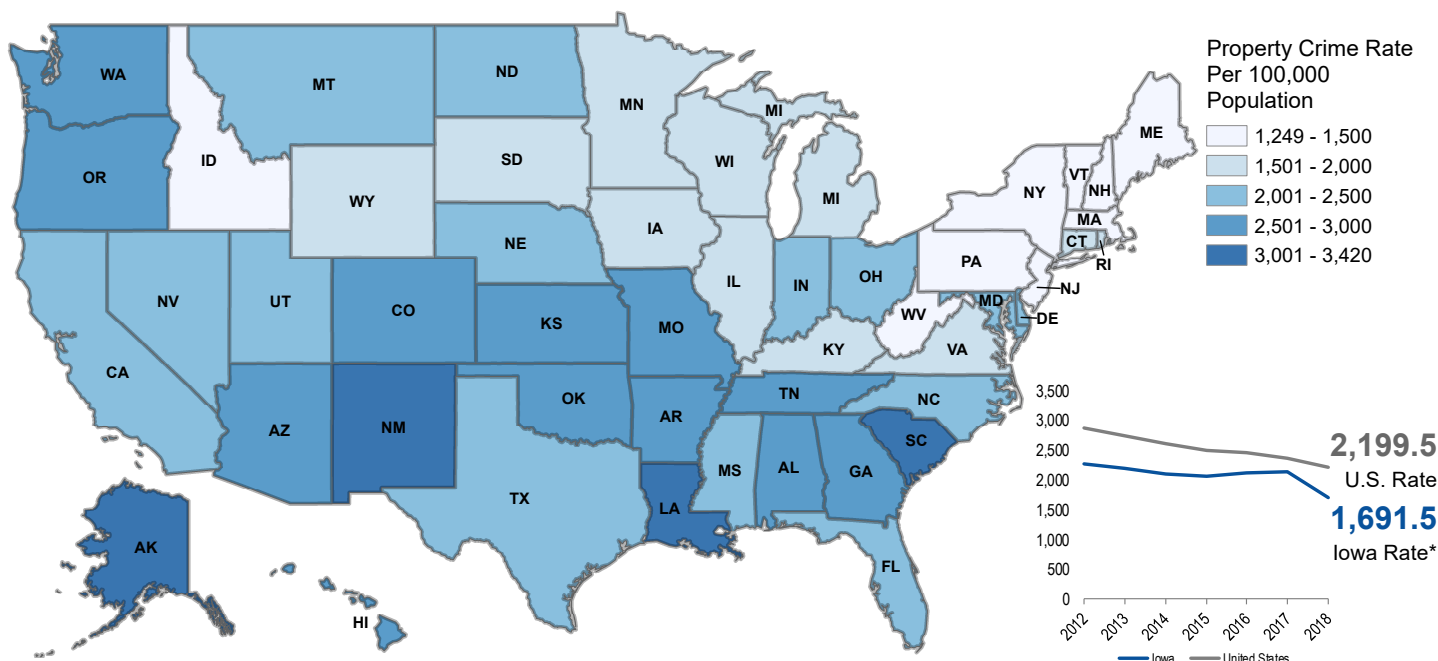 Property Crime Rate
Per 100,000
Population
1,249 - 1,500
1,501 - 2,000
2,001 - 2,500
2,501 - 3,000
3,001 - 3,420
WA
MT
ND
MN
MI
ME
OR
ID
SD
WI
VT
NH
NY
MI
WY
MA
IA
CT
RI
NE
PA
NJ
NV
UT
CO
IL
IN
OH
MD
DE
WV
KS
MO
KY
VA
CA
TN
NC
OK
AR
AZ
NM
SC
MS
AL
GA
TX
LA
AK
FL
HI
3,500
3,000
2,500
2,000
1,500
1,000
500
0
2012
2013
2014
2015
2016
2017
2018
2,199.5
U.S. Rate
1,691.5
Iowa Rate*
Iowa
United States